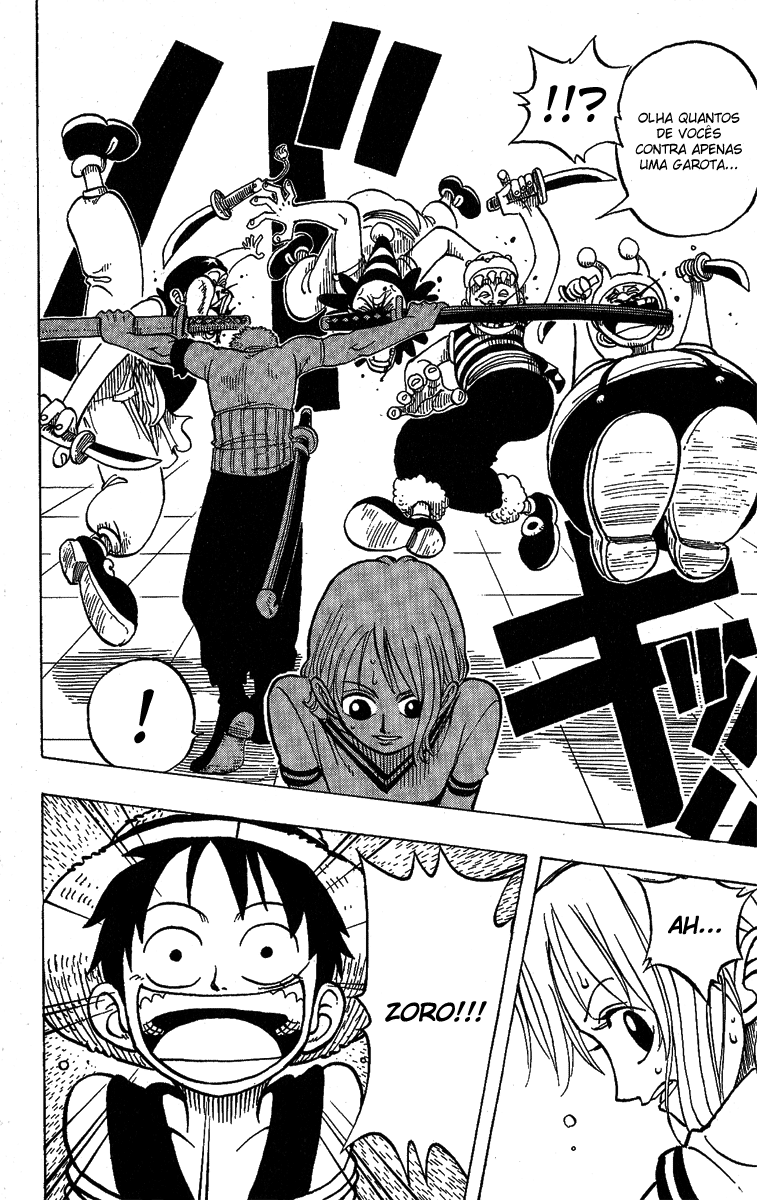 OLHA QUANTOS
DE VOCÊS
CONTRA APENAS
UMA GAROTA...
!!?
!
ZORO!!!
AH...